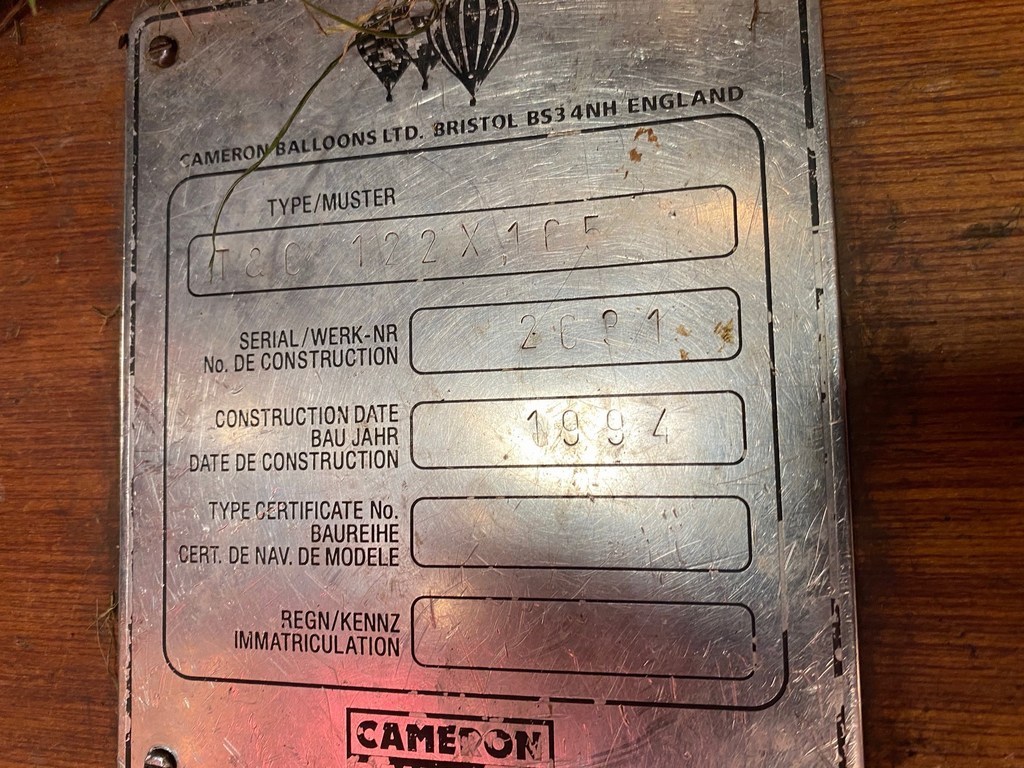 CAMERON BALLOONS LTD. BRISTOL BS3 4NH ENGLAND
TYPE/MUSTER
T&C 122X105
SERIAL/WERK-NR
No. DE CONSTRUCTION
CONSTRUCTION DATE
BAU JAHR
DATE DE CONSTRUCTION
1994
TYPE CERTIFICATE No.
BAUREIHE
CERT. DE NAV. DE MODELE
REGN/KENNZ
IMMATRICULATION
CAMERON